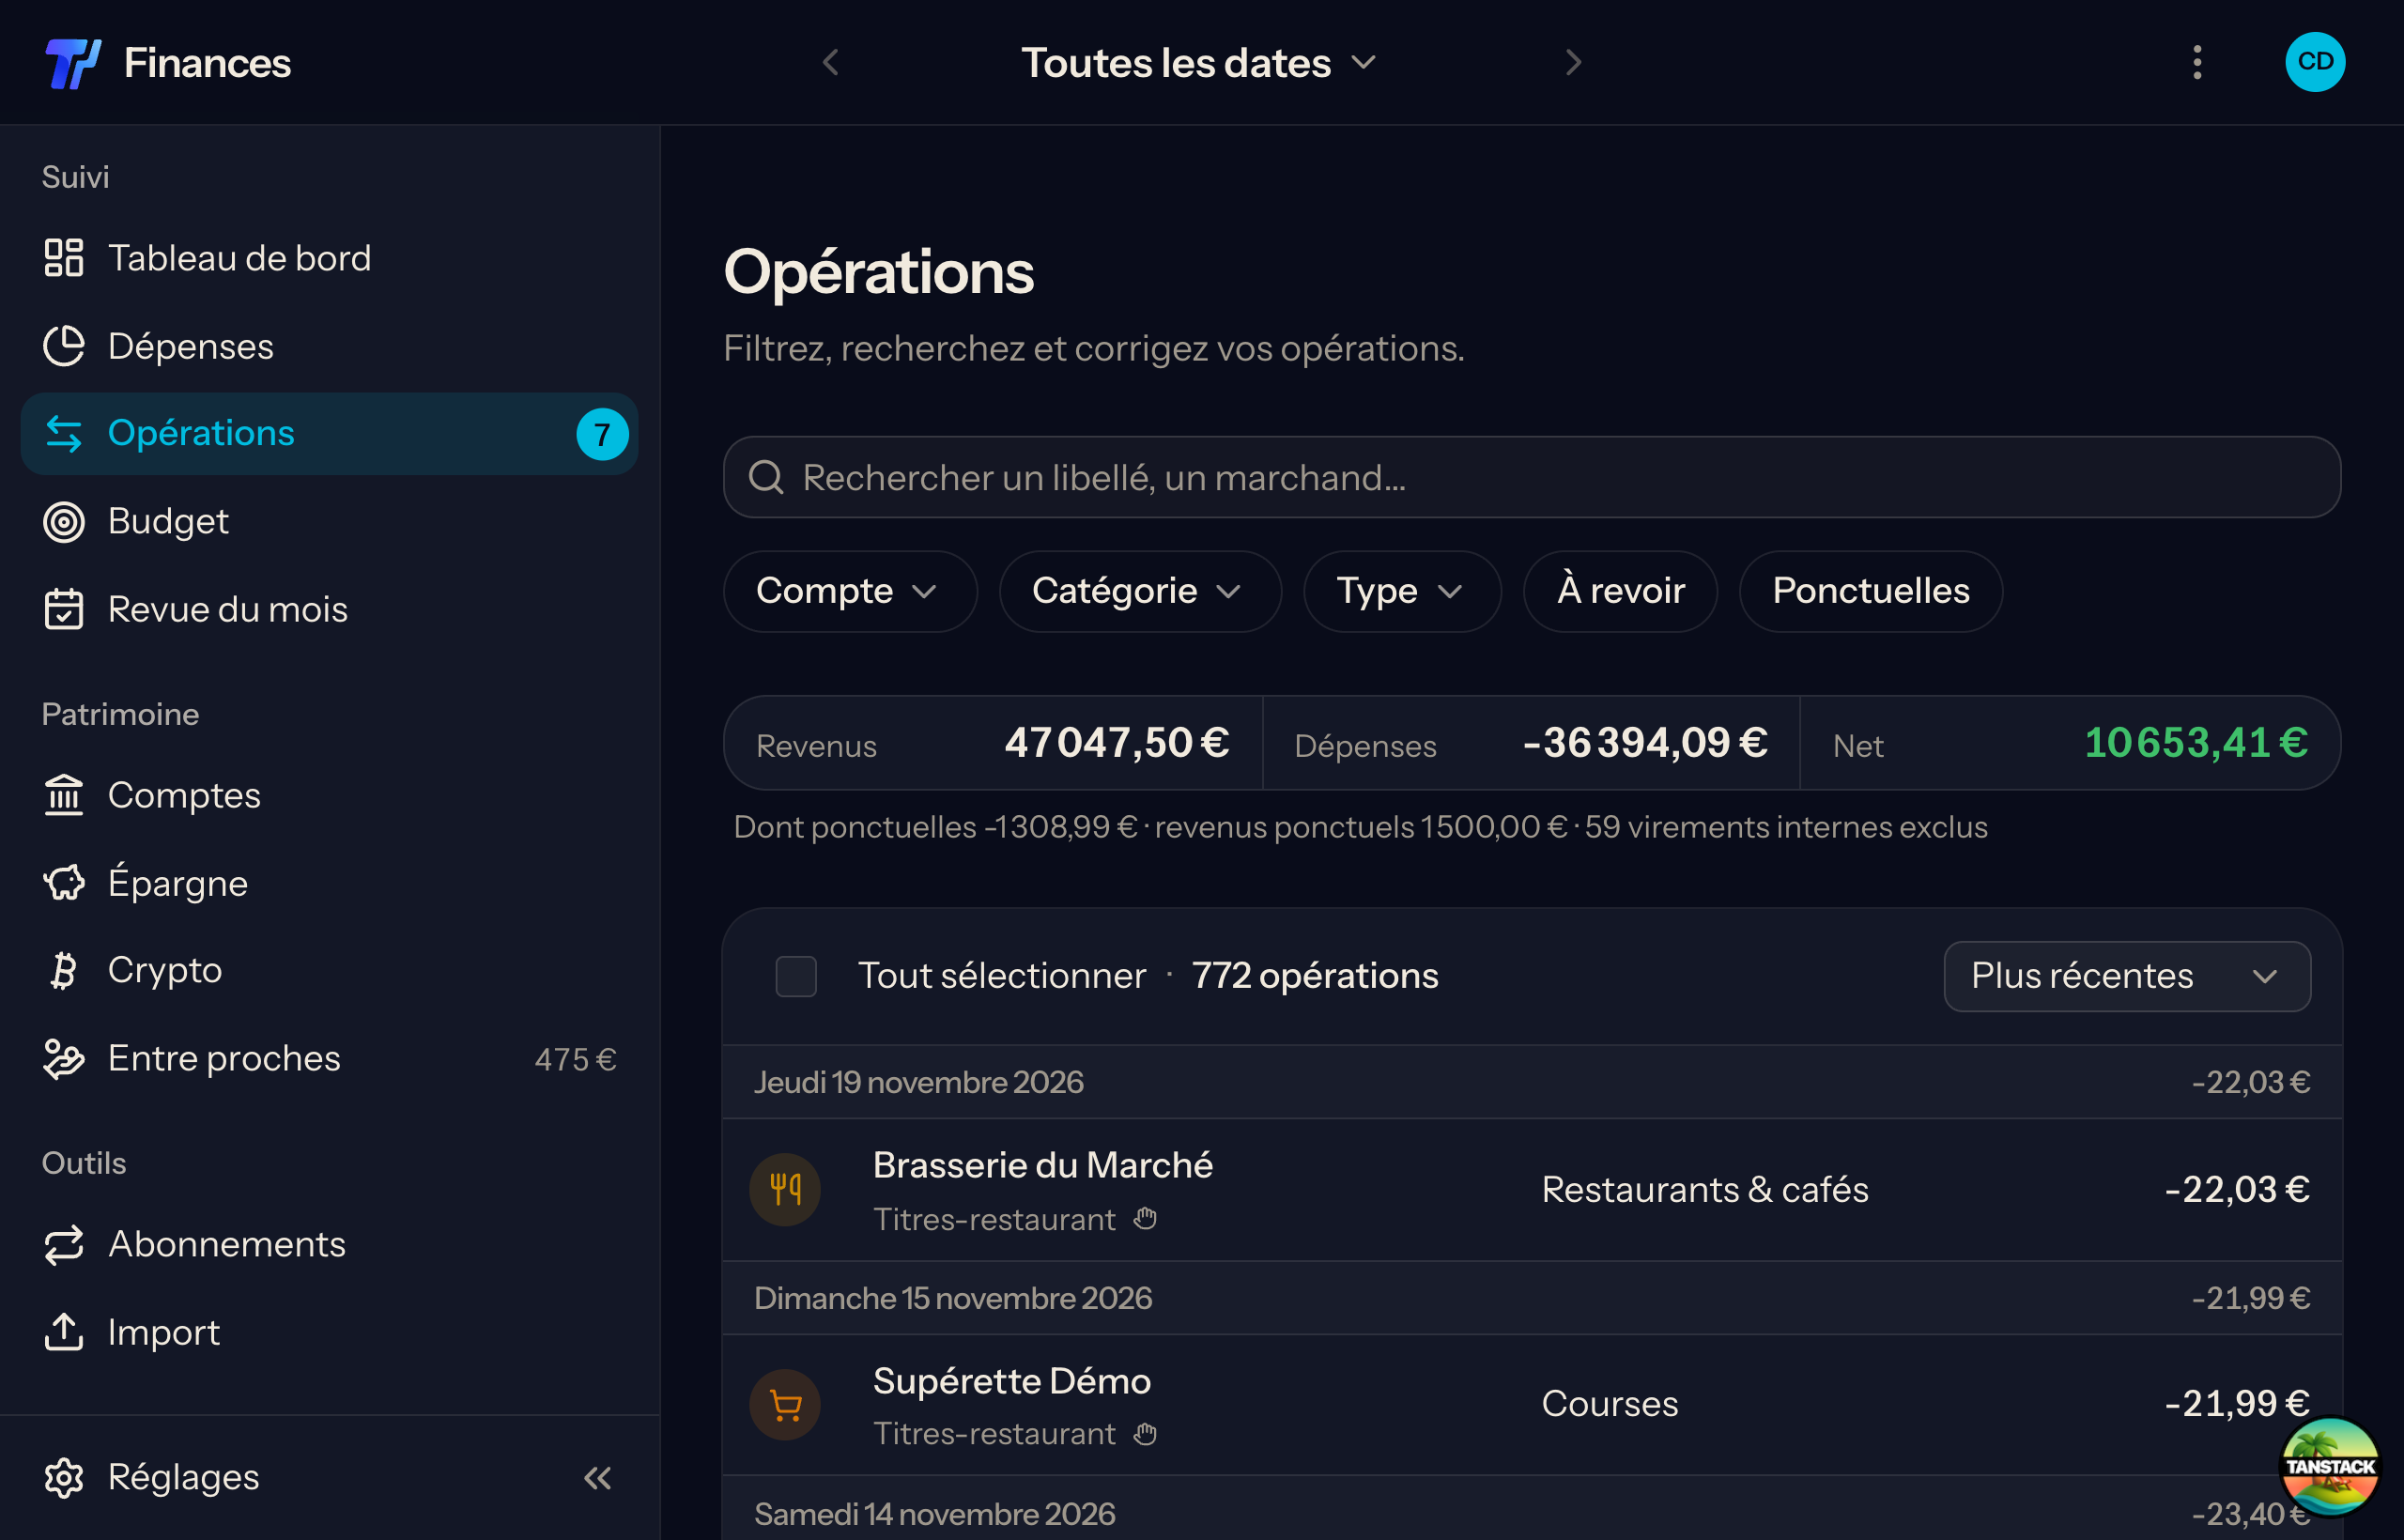 Finances
Toutes les dates
CD
Suivi
Tableau de bord
Dépenses
Opérations 7
Budget
Revue du mois
Patrimoine
Comptes
Épargne
Crypto
Entre proches 475 €
Outils
Abonnements
Import
Réglages
Opérations
Filtrez, recherchez et corrigez vos opérations.
Rechercher un libellé, un marchand...
Compte Catégorie Type À revoir Ponctuelles
Revenus 47 047,50 € Dépenses -36 394,09 € Net 10 653,41 €
Dont ponctuelles -1 308,99 € · revenus ponctuels 1 500,00 € · 59 virements internes exclus
Tout sélectionner · 772 opérations Plus récentes
Jeudi 19 novembre 2026 -22,03 €
Brasserie du Marché
Titres-restaurant
Restaurants & cafés -22,03 €
Dimanche 15 novembre 2026 -21,99 €
Supérette Démo
Titres-restaurant
Courses -21,99 €
Samedi 14 novembre 2026 -23,40 €
TANSTACK